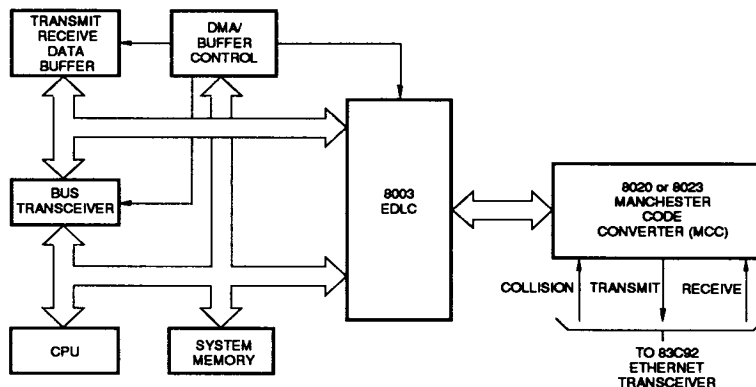 TRANSMIT
RECEIVE
DATA
BUFFER
DMA/
BUFFER
CONTROL
8003
EDLC
8020 or 8023
MANCHESTER
CODE
CONVERTER (MCC)
BUS
TRANSCEIVER
COLLISION
TRANSMIT
RECEIVE
CPU
SYSTEM
MEMORY
TO 83C92
ETHERNET
TRANSCEIVER